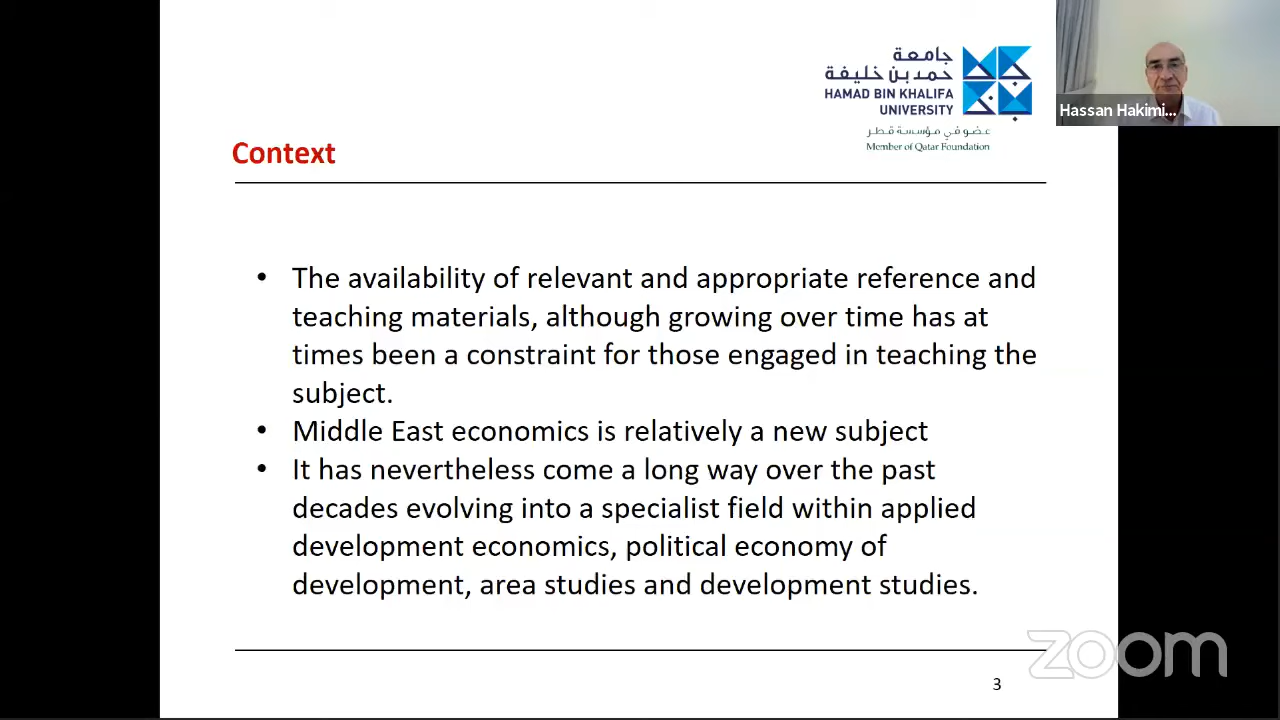 جامعة
حمد بن خليفة
HAMAD BIN KHALIFA
UNIVERSITY
عضو في مؤسسة قطر
Member of Qatar Foundation
Hassan Hakimi...
Context
• The availability of relevant and appropriate reference and
teaching materials, although growing over time has at
times been a constraint for those engaged in teaching the
subject.
• Middle East economics is relatively a new subject
• It has nevertheless come a long way over the past
decades evolving into a specialist field within applied
development economics, political economy of
development, area studies and development studies.
zoom
3